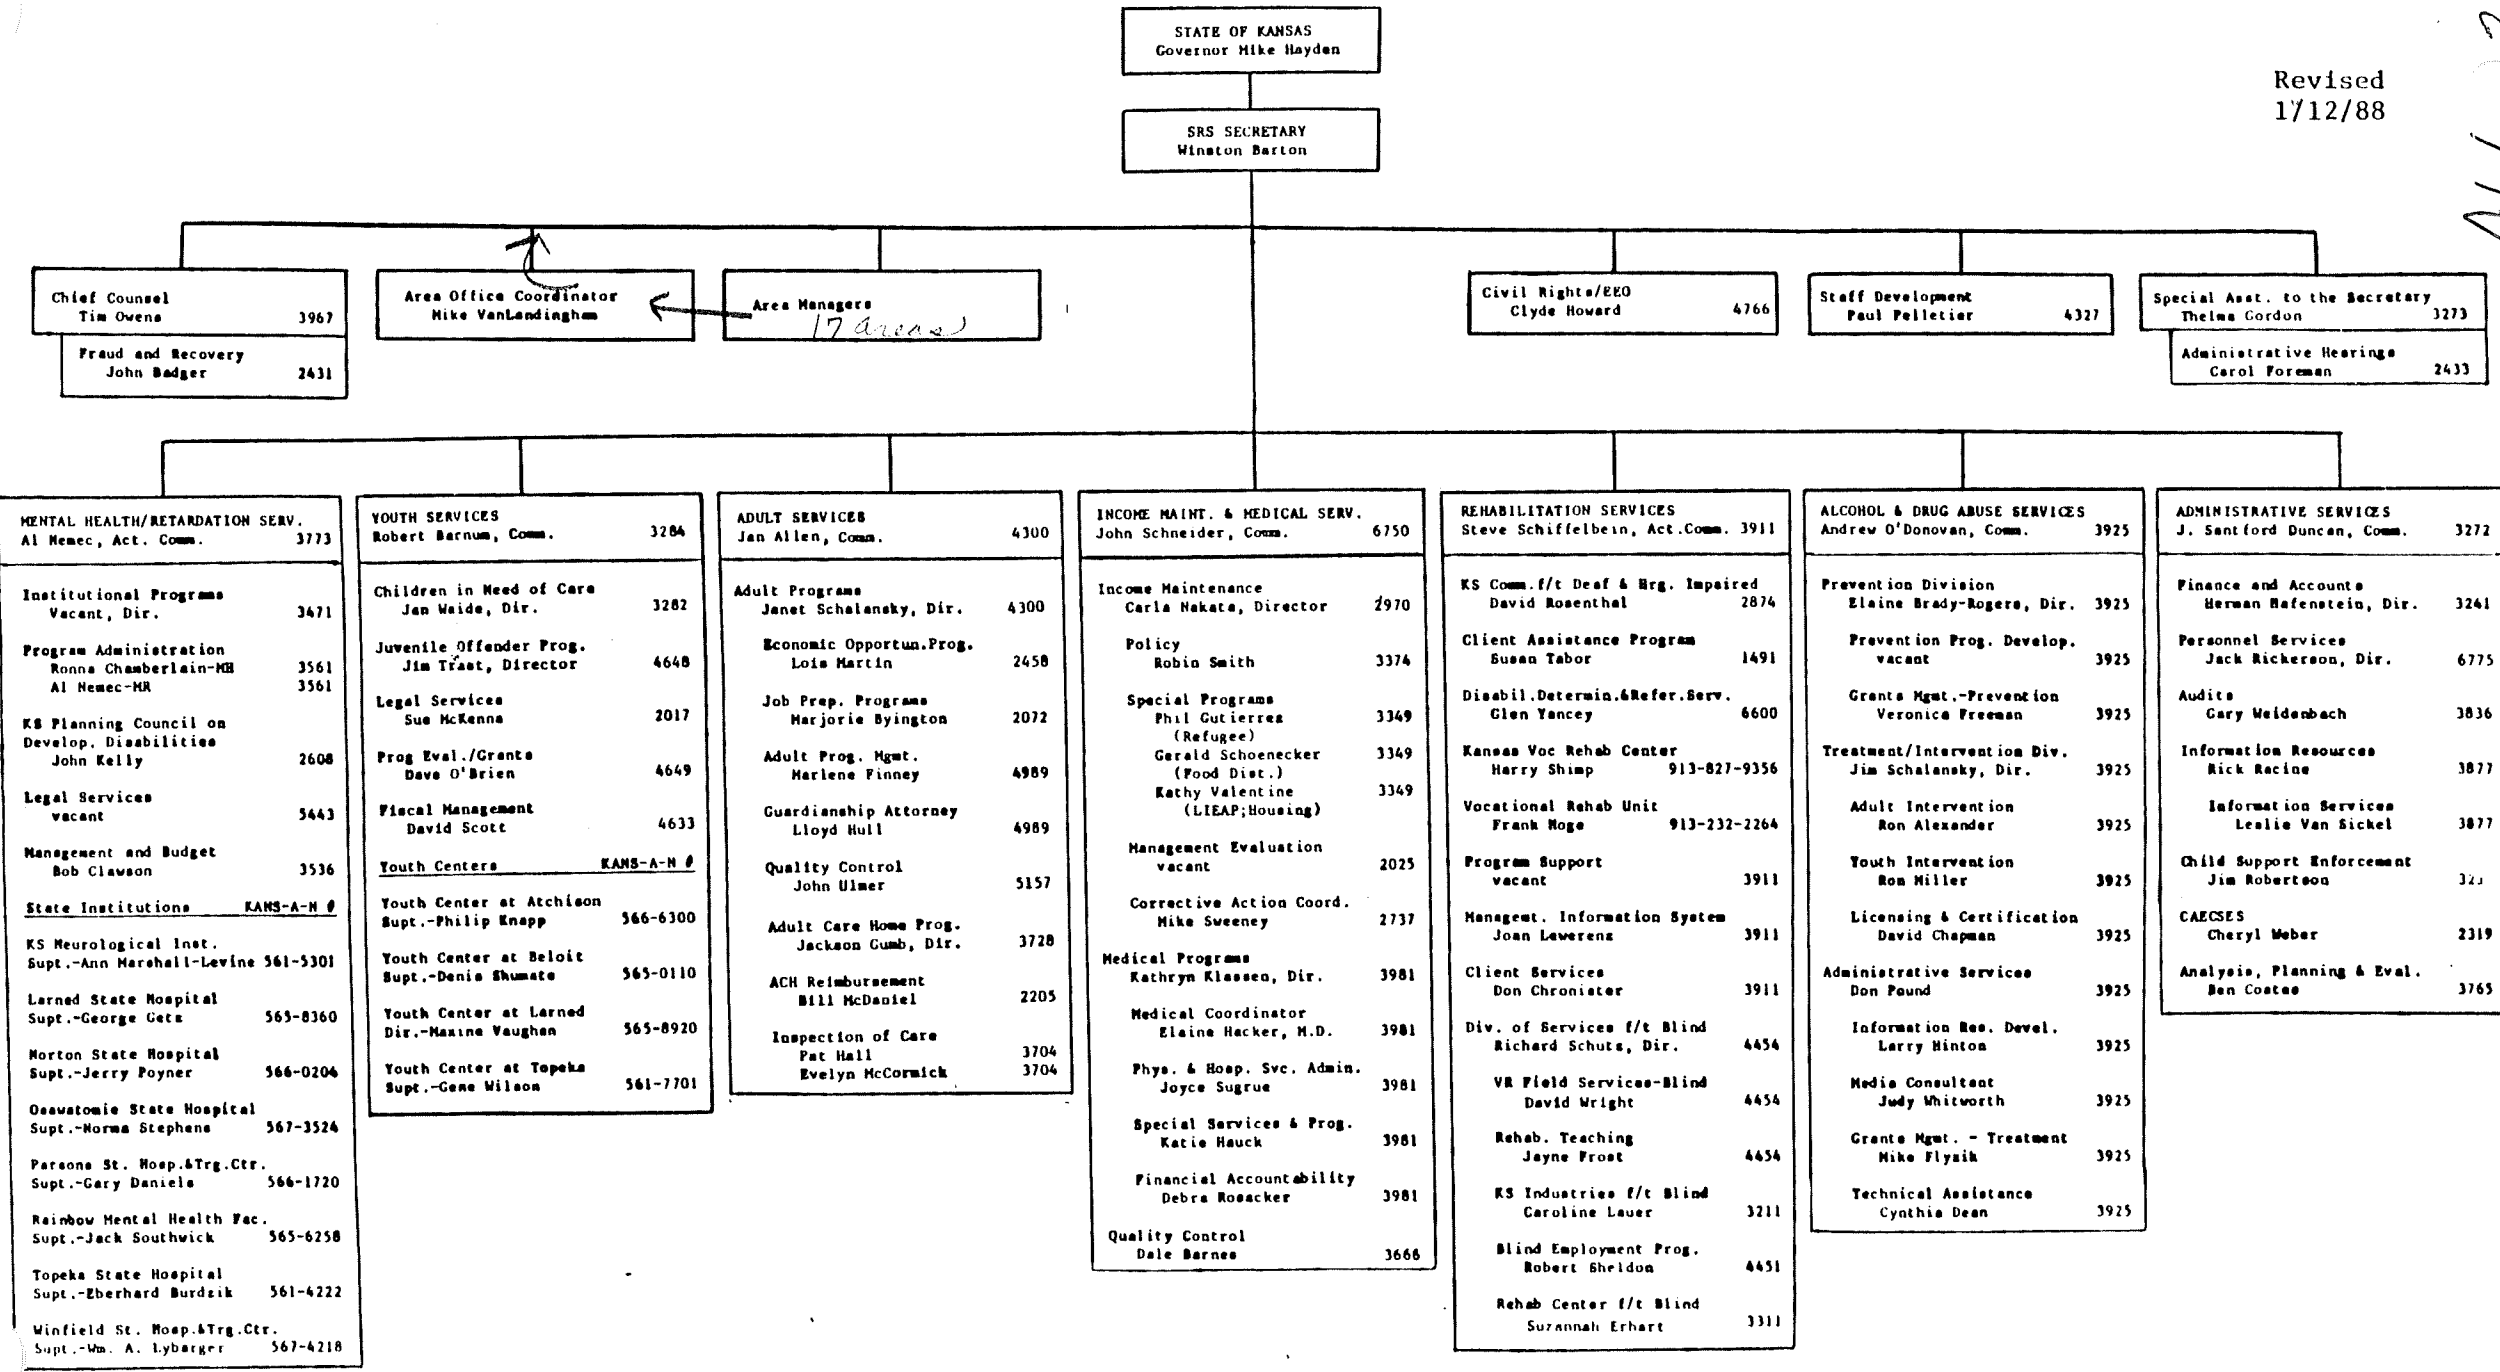 STATE OF KANSAS
Governor Mike Hayden
Revised
1/12/88
SRS SECRETARY
Winston Barton
Chief Counsel
Tim Owens 3967
Fraud and Recovery
John Badger 2431
Area Office Coordinator
Mike VanLandingham
Area Managers
17 areas
Civil Rights/EEO
Clyde Howard 4766
Staff Development
Paul Pelletier 4327
Special Asst. to the Secretary
Thelma Gordon 3273
Administrative Hearings
Carol Foreman 2433
MENTAL HEALTH/RETARDATION SERV.
Al Nemec, Act. Comm. 3773
Institutional Programs
Vacant, Dir. 3471
Program Administration
Ronna Chamberlain-MH 3561
Al Nemec-MR 3561
KS Planning Council on
Develop. Disabilities
John Kelly 2608
Legal Services
vacant 5443
Management and Budget
Bob Clawson 3536
State Institutions KANS-A-N #
KS Neurological Inst.
Supt.-Ann Marshall-Levine 561-5301
Larned State Hospital
Supt.-George Getz 565-8360
Norton State Hospital
Supt.-Jerry Poyner 566-0204
Osawatomie State Hospital
Supt.-Norma Stephens 567-3524
Parsons St. Hosp.&Trg.Ctr.
Supt.-Gary Daniels 566-1720
Rainbow Mental Health Fac.
Supt.-Jack Southwick 565-6258
Topeka State Hospital
Supt.-Eberhard Burdzik 561-4222
Winfield St. Hosp.&Trg.Ctr.
Supt.-Wm. A. Lybarger 567-4218
YOUTH SERVICES
Robert Barnum, Comm. 3284
Children in Need of Care
Jan Waide, Dir. 3282
Juvenile Offender Prog.
Jim Trast, Director 4648
Legal Services
Sue McKenna 2017
Prog Eval./Grants
Dave O'Brien 4649
Fiscal Management
David Scott 4633
Youth Centers KANS-A-N #
Youth Center at Atchison
Supt.-Philip Knapp 566-6300
Youth Center at Beloit
Supt.-Denis Shumate 565-0110
Youth Center at Larned
Dir.-Maxine Vaughan 565-8920
Youth Center at Topeka
Supt.-Gene Wilson 561-7701
ADULT SERVICES
Jan Allen, Comm. 4300
Adult Programs
Janet Schalansky, Dir. 4300
Economic Opportun.Prog.
Lois Martin 2458
Job Prep. Programs
Marjorie Byington 2072
Adult Prog. Mgmt.
Marlene Finney 4989
Guardianship Attorney
Lloyd Hull 4989
Quality Control
John Ulmer 5157
Adult Care Home Prog.
Jackson Gumb, Dir. 3728
ACH Reimbursement
Bill McDaniel 2205
Inspection of Care
Pat Hall 3704
Evelyn McCormick 3704
INCOME MAINT. & MEDICAL SERV.
John Schneider, Comm. 6750
Income Maintenance
Carla Nakata, Director 2970
Policy
Robin Smith 3374
Special Programs
Phil Gutierrez 3349
(Refugee)
Gerald Schoenecker 3349
(Food Dist.)
Kathy Valentine 3349
(LIEAP;Housing)
Management Evaluation
vacant 2025
Corrective Action Coord.
Mike Sweeney 2737
Medical Programs
Kathryn Klassen, Dir. 3981
Medical Coordinator
Elaine Hacker, M.D. 3981
Phys. & Hosp. Svc. Admin.
Joyce Sugrue 3981
Special Services & Prog.
Katie Hauck 3981
Financial Accountability
Debra Rosacker 3981
Quality Control
Dale Barnes 3666
REHABILITATION SERVICES
Steve Schiffelbein, Act.Comm. 3911
KS Comm.f/t Deaf & Hrg. Impaired
David Rosenthal 2874
Client Assistance Program
Susan Tabor 1491
Disabil.Determin.&Refer.Serv.
Glen Yancey 6600
Kansas Voc Rehab Center
Harry Shimp 913-827-9356
Vocational Rehab Unit
Frank Moge 913-232-2264
Program Support
vacant 3911
Managemt. Information System
Joan Lewerenz 3911
Client Services
Don Chronister 3911
Div. of Services f/t Blind
Richard Schutz, Dir. 4454
VR Field Services-Blind
David Wright 4454
Rehab. Teaching
Jayne Frost 4454
KS Industries f/t Blind
Caroline Lauer 3211
Blind Employment Prog.
Robert Sheldon 4451
Rehab Center f/t Blind
Suzannah Erhart 3311
ALCOHOL & DRUG ABUSE SERVICES
Andrew O'Donovan, Comm. 3925
Prevention Division
Elaine Brady-Rogers, Dir. 3925
Prevention Prog. Develop.
vacant 3925
Grants Mgmt.-Prevention
Veronica Freeman 3925
Treatment/Intervention Div.
Jim Schalansky, Dir. 3925
Adult Intervention
Ron Alexander 3925
Youth Intervention
Ron Miller 3925
Licensing & Certification
David Chapman 3925
Administrative Services
Don Pound 3925
Information Res. Devel.
Larry Hinton 3925
Media Consultant
Judy Whitworth 3925
Grants Mgmt. - Treatment
Mike Flyzik 3925
Technical Assistance
Cynthia Dean 3925
ADMINISTRATIVE SERVICES
J. Santford Duncan, Comm. 3272
Finance and Accounts
Herman Hafenstein, Dir. 3241
Personnel Services
Jack Rickerson, Dir. 6775
Audits
Gary Weidenbach 3836
Information Resources
Rick Racine 3877
Information Services
Leslie Van Sickel 3877
Child Support Enforcement
Jim Robertson
CAECSES
Cheryl Weber 2319
Analysis, Planning & Eval.
Ben Coates 3765